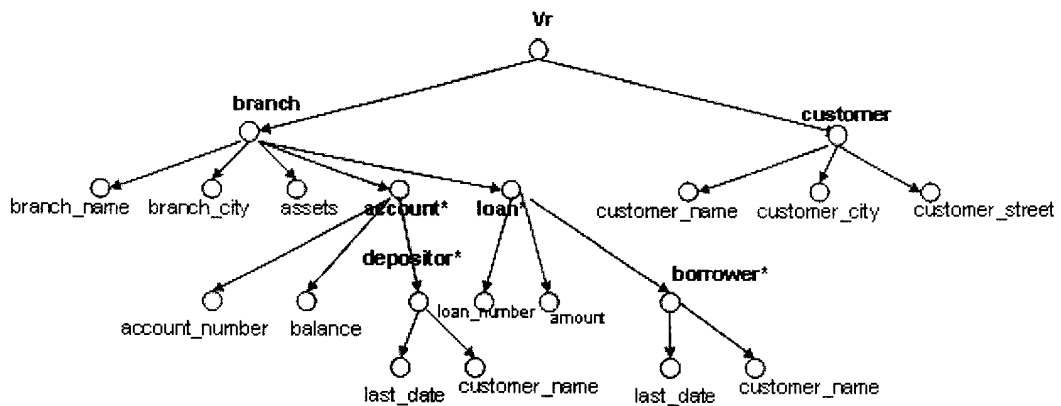 Vr
branch
customer
branch_name
branch_city
assets
account*
loan*
customer_name
customer_city
customer_street
depositor*
borrower*
account_number
balance
loan_number
amount
last_date
customer_name
last_date
customer_name